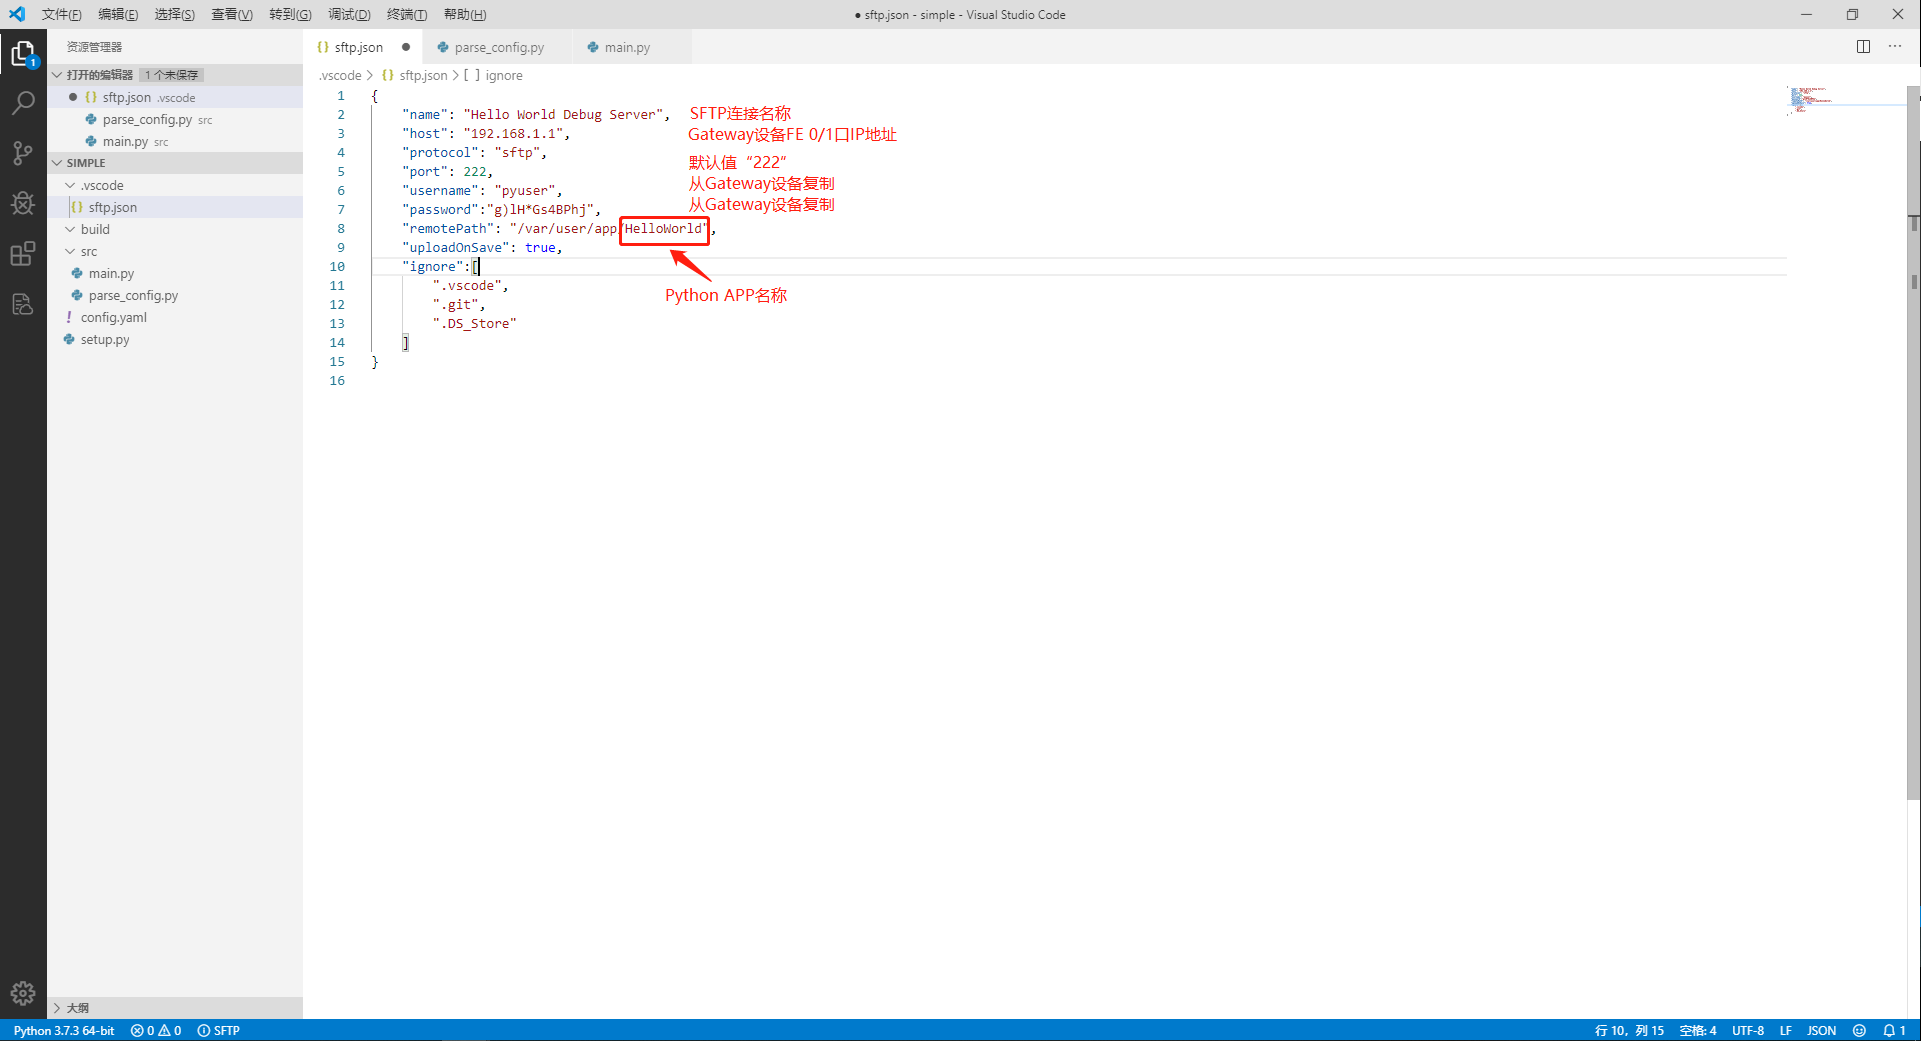 文件(F) 编辑(E) 选择(S) 查看(V) 转到(G) 调试(D) 终端(T) 帮助(H)
● sftp.json - simple - Visual Studio Code
资源管理器
打开的编辑器 1 个未保存
sftp.json .vscode
parse_config.py src
main.py src
SIMPLE
.vscode
sftp.json
build
src
main.py
parse_config.py
config.yaml
setup.py
大纲
sftp.json parse_config.py main.py
.vscode > {} sftp.json > [ ] ignore
1 {
2 "name": "Hello World Debug Server", SFTP连接名称
3 "host": "192.168.1.1", Gateway设备FE 0/1口IP地址
4 "protocol": "sftp",
5 "port": 222, 默认值“222”
6 "username": "pyuser", 从Gateway设备复制
7 "password":"g)lH*Gs4BPhj", 从Gateway设备复制
8 "remotePath": "/var/user/app/HelloWorld",
9 "uploadOnSave": true,
10 "ignore":[
11 ".vscode",
Python APP名称
12 ".git",
13 ".DS_Store"
14 ]
15 }
16
1
Python 3.7.3 64-bit 0 0 SFTP
行 10，列 15 空格: 4 UTF-8 LF JSON 1